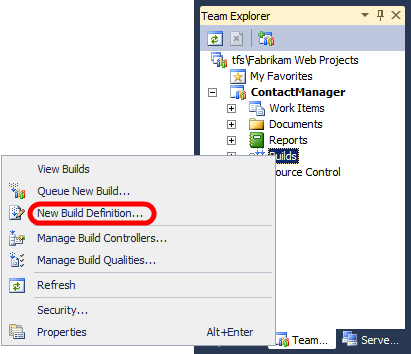 Team Explorer
tfs\Fabrikam Web Projects
My Favorites
ContactManager
Work Items
Documents
Reports
Builds
ource Control
View Builds
Queue New Build...
New Build Definition...
Manage Build Controllers...
Manage Build Qualities...
Refresh
Security...
Properties Alt+Enter
Team... Serve...